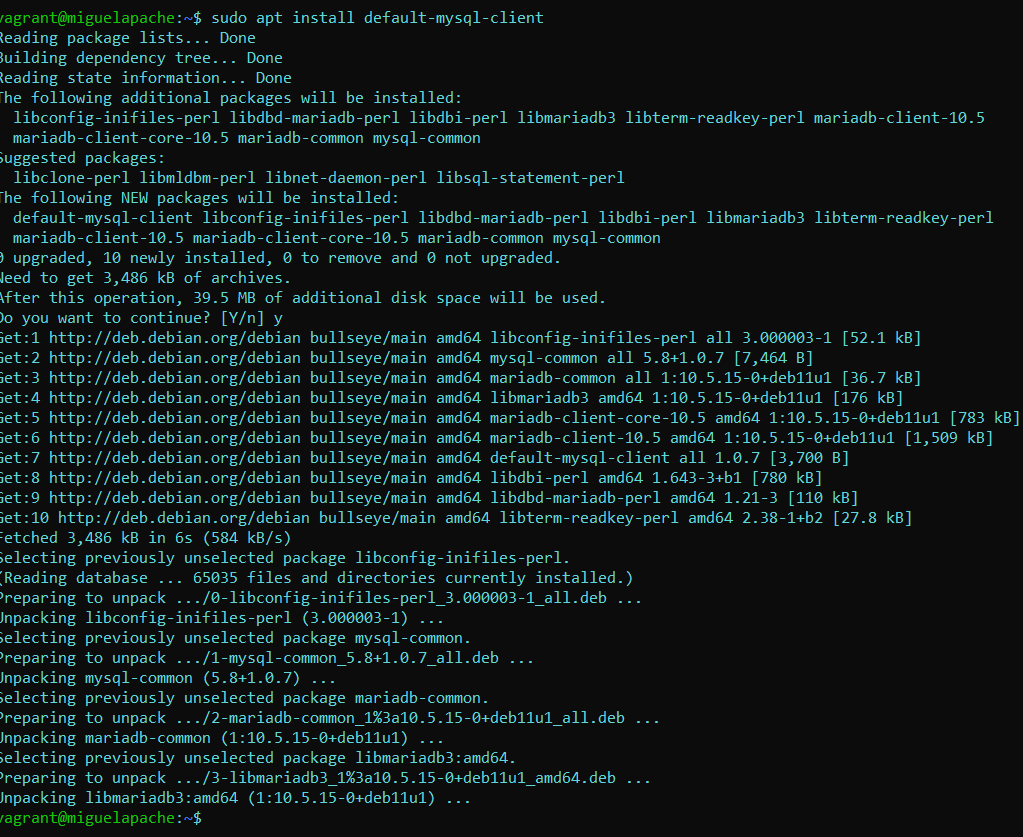 vagrant@miguelapache:~$ sudo apt install default-mysql-client
Reading package lists... Done
Building dependency tree... Done
Reading state information... Done
The following additional packages will be installed:
  libconfig-inifiles-perl libdbd-mariadb-perl libdbi-perl libmariadb3 libterm-readkey-perl mariadb-client-10.5
  mariadb-client-core-10.5 mariadb-common mysql-common
Suggested packages:
  libclone-perl libmldbm-perl libnet-daemon-perl libsql-statement-perl
The following NEW packages will be installed:
  default-mysql-client libconfig-inifiles-perl libdbd-mariadb-perl libdbi-perl libmariadb3 libterm-readkey-perl
  mariadb-client-10.5 mariadb-client-core-10.5 mariadb-common mysql-common
0 upgraded, 10 newly installed, 0 to remove and 0 not upgraded.
Need to get 3,486 kB of archives.
After this operation, 39.5 MB of additional disk space will be used.
Do you want to continue? [Y/n] y
Get:1 http://deb.debian.org/debian bullseye/main amd64 libconfig-inifiles-perl all 3.000003-1 [52.1 kB]
Get:2 http://deb.debian.org/debian bullseye/main amd64 mysql-common all 5.8+1.0.7 [7,464 B]
Get:3 http://deb.debian.org/debian bullseye/main amd64 mariadb-common all 1:10.5.15-0+deb11u1 [36.7 kB]
Get:4 http://deb.debian.org/debian bullseye/main amd64 libmariadb3 amd64 1:10.5.15-0+deb11u1 [176 kB]
Get:5 http://deb.debian.org/debian bullseye/main amd64 mariadb-client-core-10.5 amd64 1:10.5.15-0+deb11u1 [783 kB]
Get:6 http://deb.debian.org/debian bullseye/main amd64 mariadb-client-10.5 amd64 1:10.5.15-0+deb11u1 [1,509 kB]
Get:7 http://deb.debian.org/debian bullseye/main amd64 default-mysql-client all 1.0.7 [3,700 B]
Get:8 http://deb.debian.org/debian bullseye/main amd64 libdbi-perl amd64 1.643-3+b1 [780 kB]
Get:9 http://deb.debian.org/debian bullseye/main amd64 libdbd-mariadb-perl amd64 1.21-3 [110 kB]
Get:10 http://deb.debian.org/debian bullseye/main amd64 libterm-readkey-perl amd64 2.38-1+b2 [27.8 kB]
Fetched 3,486 kB in 6s (584 kB/s)
Selecting previously unselected package libconfig-inifiles-perl.
(Reading database ... 65035 files and directories currently installed.)
Preparing to unpack .../0-libconfig-inifiles-perl_3.000003-1_all.deb ...
Unpacking libconfig-inifiles-perl (3.000003-1) ...
Selecting previously unselected package mysql-common.
Preparing to unpack .../1-mysql-common_5.8+1.0.7_all.deb ...
Unpacking mysql-common (5.8+1.0.7) ...
Selecting previously unselected package mariadb-common.
Preparing to unpack .../2-mariadb-common_1%3a10.5.15-0+deb11u1_all.deb ...
Unpacking mariadb-common (1:10.5.15-0+deb11u1) ...
Selecting previously unselected package libmariadb3:amd64.
Preparing to unpack .../3-libmariadb3_1%3a10.5.15-0+deb11u1_amd64.deb ...
Unpacking libmariadb3:amd64 (1:10.5.15-0+deb11u1) ...
vagrant@miguelapache:~$